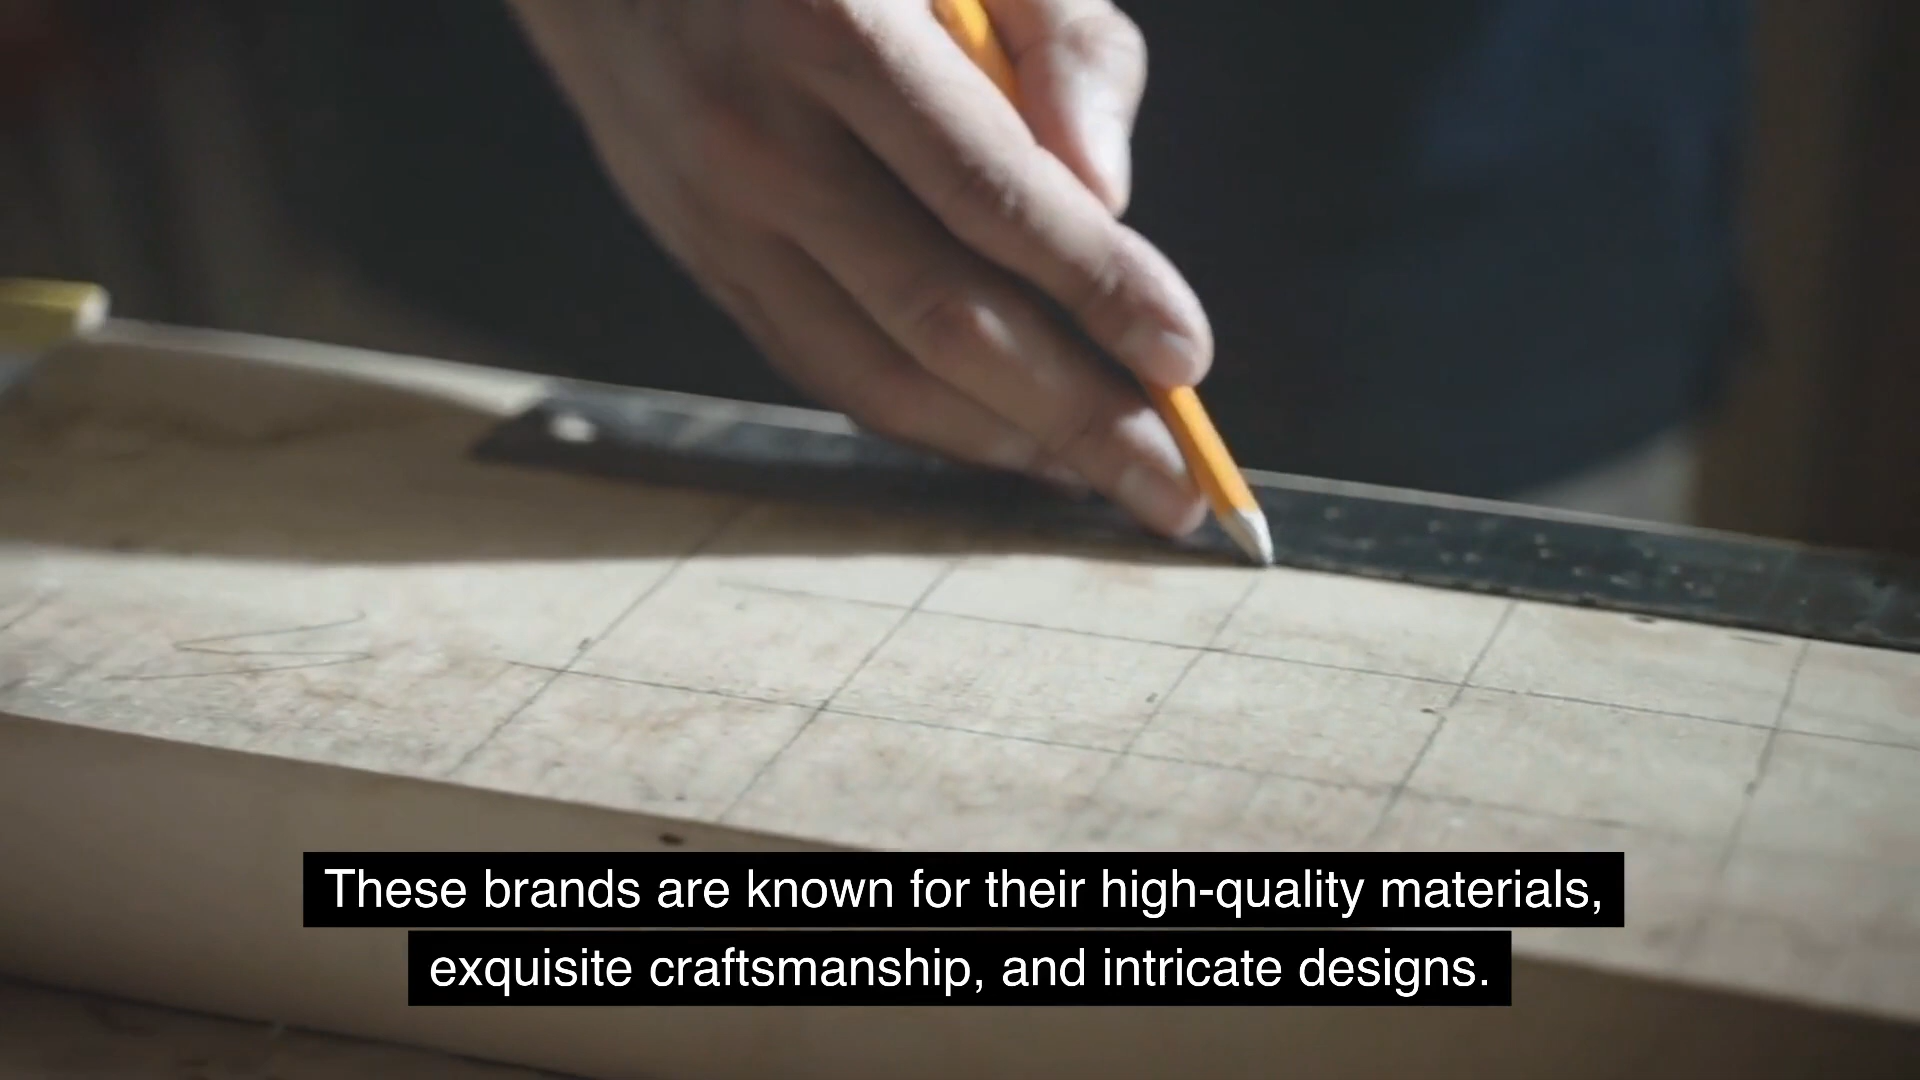 These brands are known for their high-quality materials,
exquisite craftsmanship, and intricate designs.